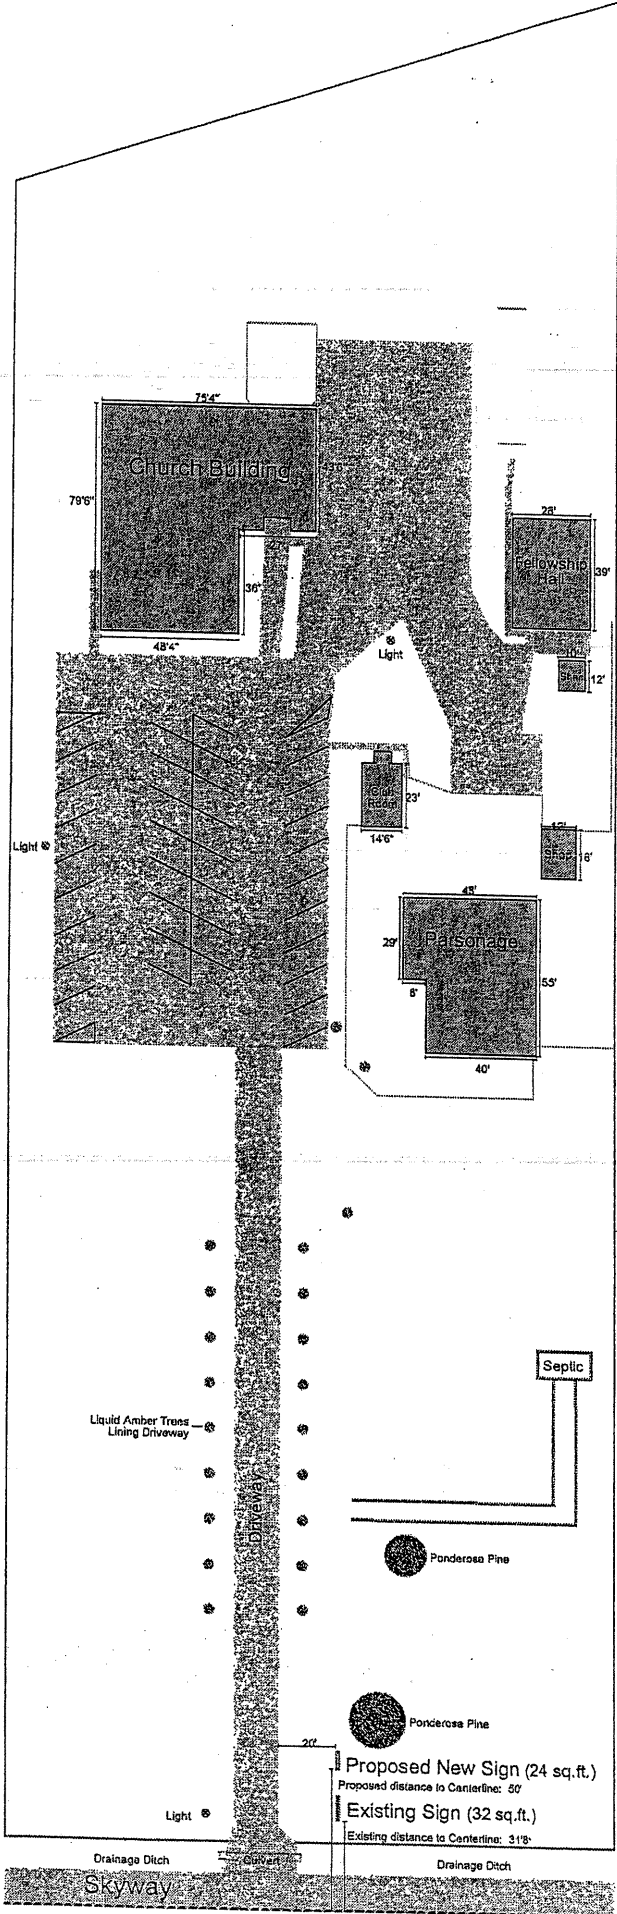 75'4"
Church Building
79'6"
36'
48'4"
28'
Fellowship
Hall
39'
10'
12'
Light
23'
14'6"
Light
12'
Shop
16'
45'
29'
Parsonage
55'
8'
40'
Septic
Liquid Amber Trees
Lining Driveway
Driveway
Ponderosa Pine
Ponderosa Pine
20'
Proposed New Sign (24 sq.ft.)
Proposed distance to Centerline: 50'
Existing Sign (32 sq.ft.)
Light
Existing distance to Centerline: 31'8"
Drainage Ditch
Culvert
Drainage Ditch
Skyway